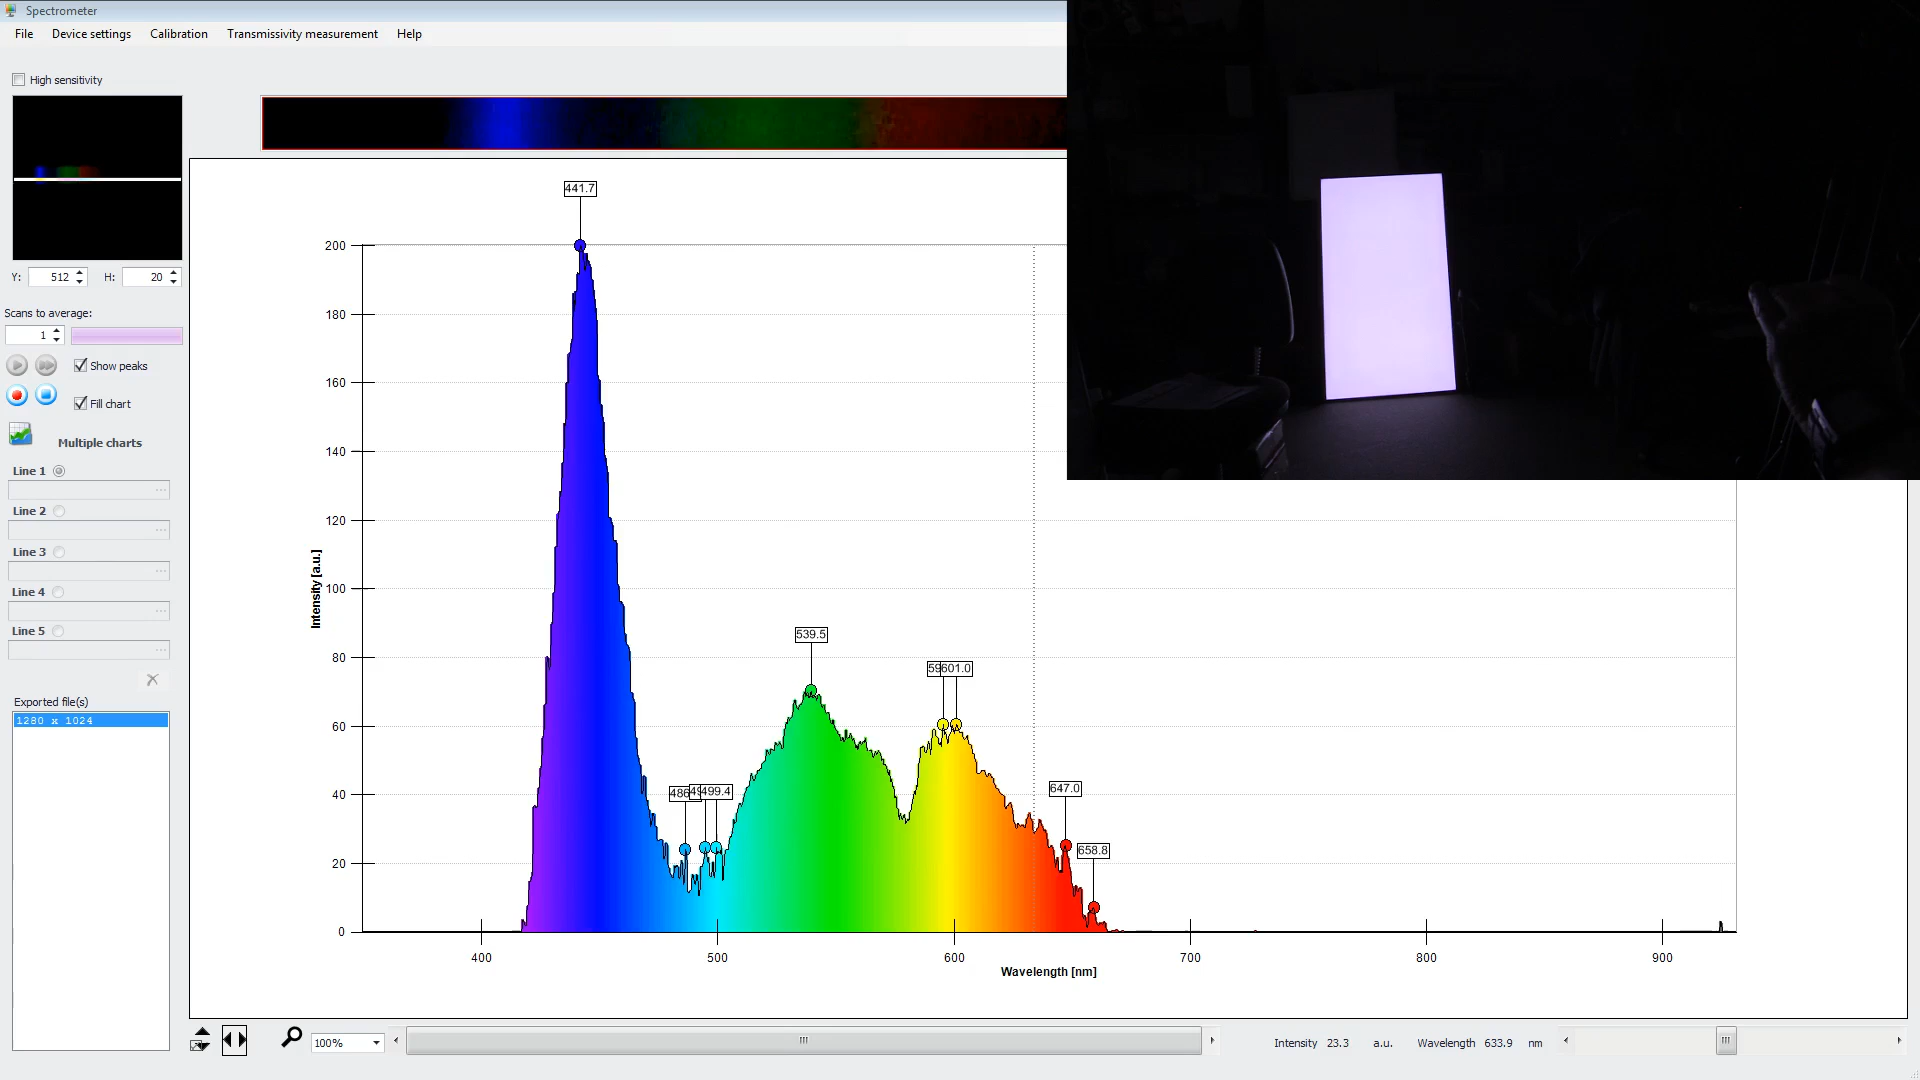 Spectrometer
File Device settings Calibration Transmissivity measurement Help
High sensitivity
Y: 512 H: 20
Scans to average:
1
Show peaks
Fill chart
Multiple charts
Line 1
Line 2
Line 3
Line 4
Line 5
Exported file(s)
1280 x 1024
441.7
539.5
601.0
486
499.4
647.0
658.8
Intensity [a.u.]
200
180
160
140
120
100
80
60
40
20
0
400 500 600 700 800 900
Wavelength [nm]
100%
Intensity 23.3 a.u. Wavelength 633.9 nm